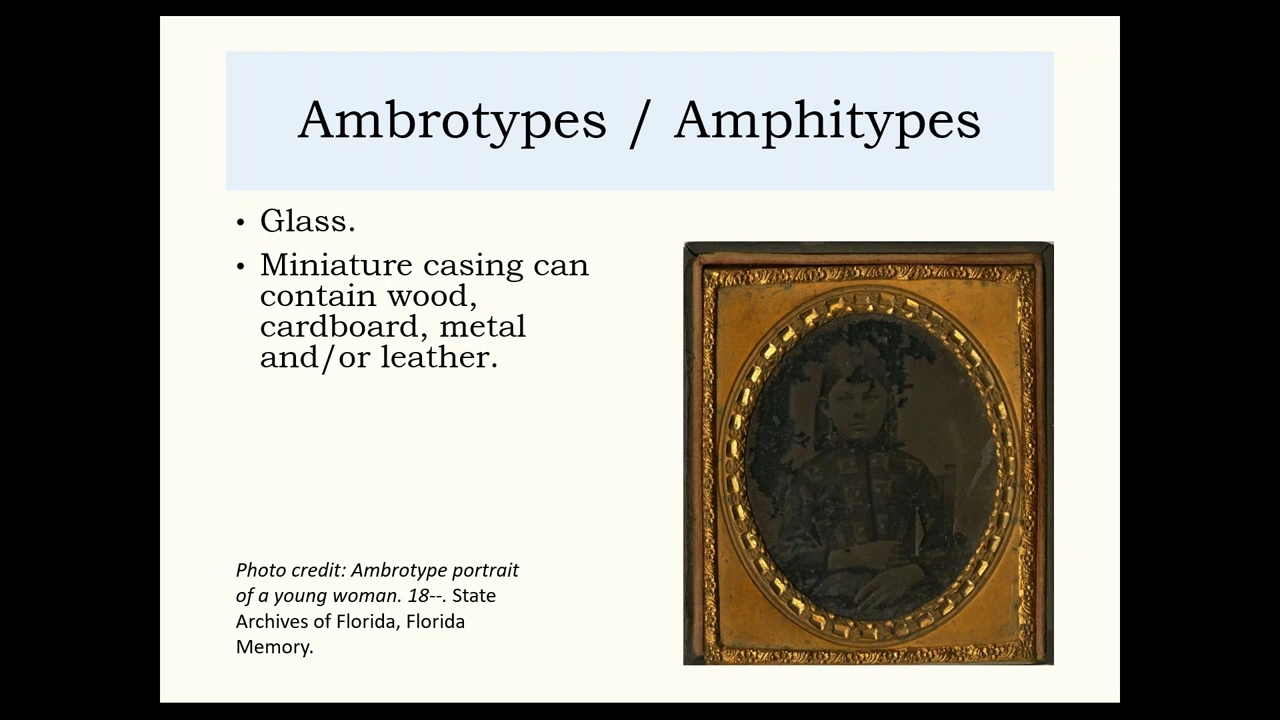 Ambrotypes / Amphitypes
• Glass.
• Miniature casing can
contain wood,
cardboard, metal
and/or leather.
Photo credit: Ambrotype portrait
of a young woman. 18--. State
Archives of Florida, Florida
Memory.